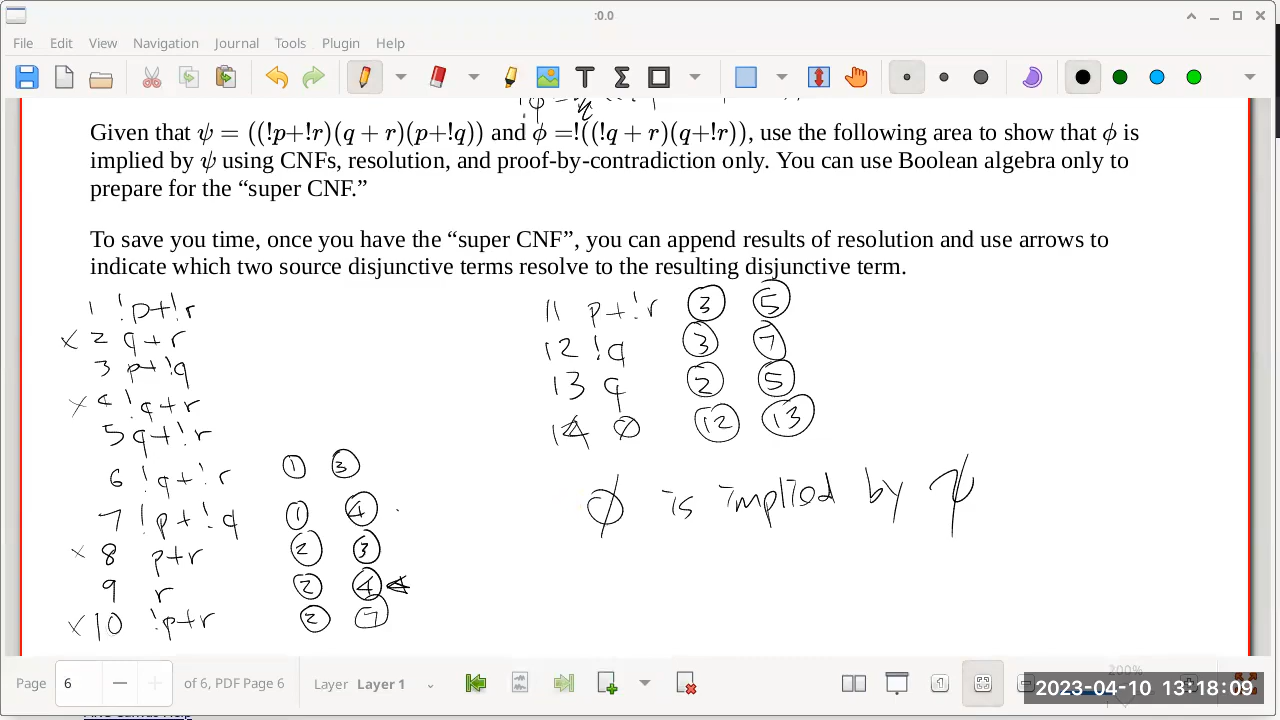 :0.0
File Edit View Navigation Journal Tools Plugin Help
Given that ψ = ((!p+!r)(q + r)(p+!q)) and ϕ =!((!q + r)(q+!r)), use the following area to show that ϕ is
implied by ψ using CNFs, resolution, and proof-by-contradiction only. You can use Boolean algebra only to
prepare for the “super CNF.”
To save you time, once you have the “super CNF”, you can append results of resolution and use arrows to
indicate which two source disjunctive terms resolve to the resulting disjunctive term.
1 !p+!r
x 2 q+r
3 p+!q
x 4 !q+r
5 q+!r
6 !q+!r ① ③
7 !p+!q ① ④
x 8 p+r ② ③
9 r ② ④
x 10 !p+r ② ⑦
11 p+!r ③ ⑤
12 !q ③ ⑦
13 q ② ⑤
14 0 ⑫ ⑬
ϕ is implied by ψ
Page 6 of 6, PDF Page 6 Layer Layer 1
200%
2023-04-10 13:18:09